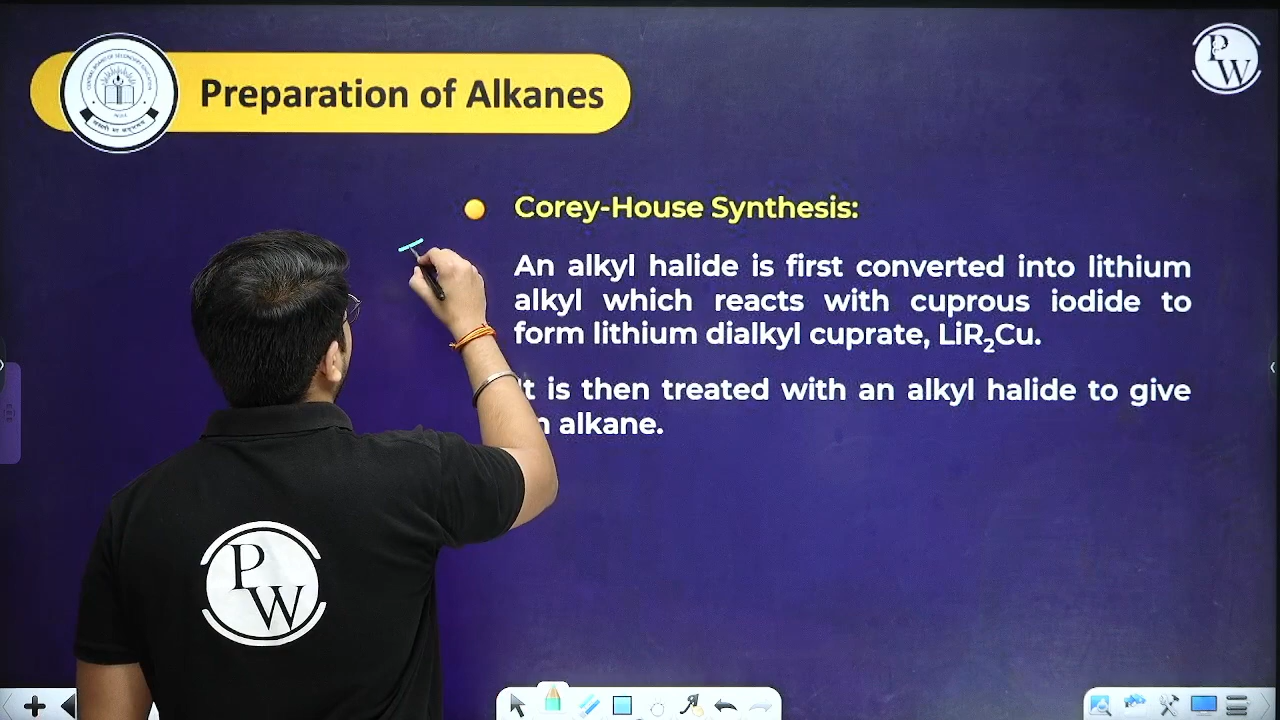 Preparation of Alkanes
PW
Corey-House Synthesis:
An alkyl halide is first converted into lithium
alkyl which reacts with cuprous iodide to
form lithium dialkyl cuprate, LiR₂Cu.
It is then treated with an alkyl halide to give
an alkane.
PW